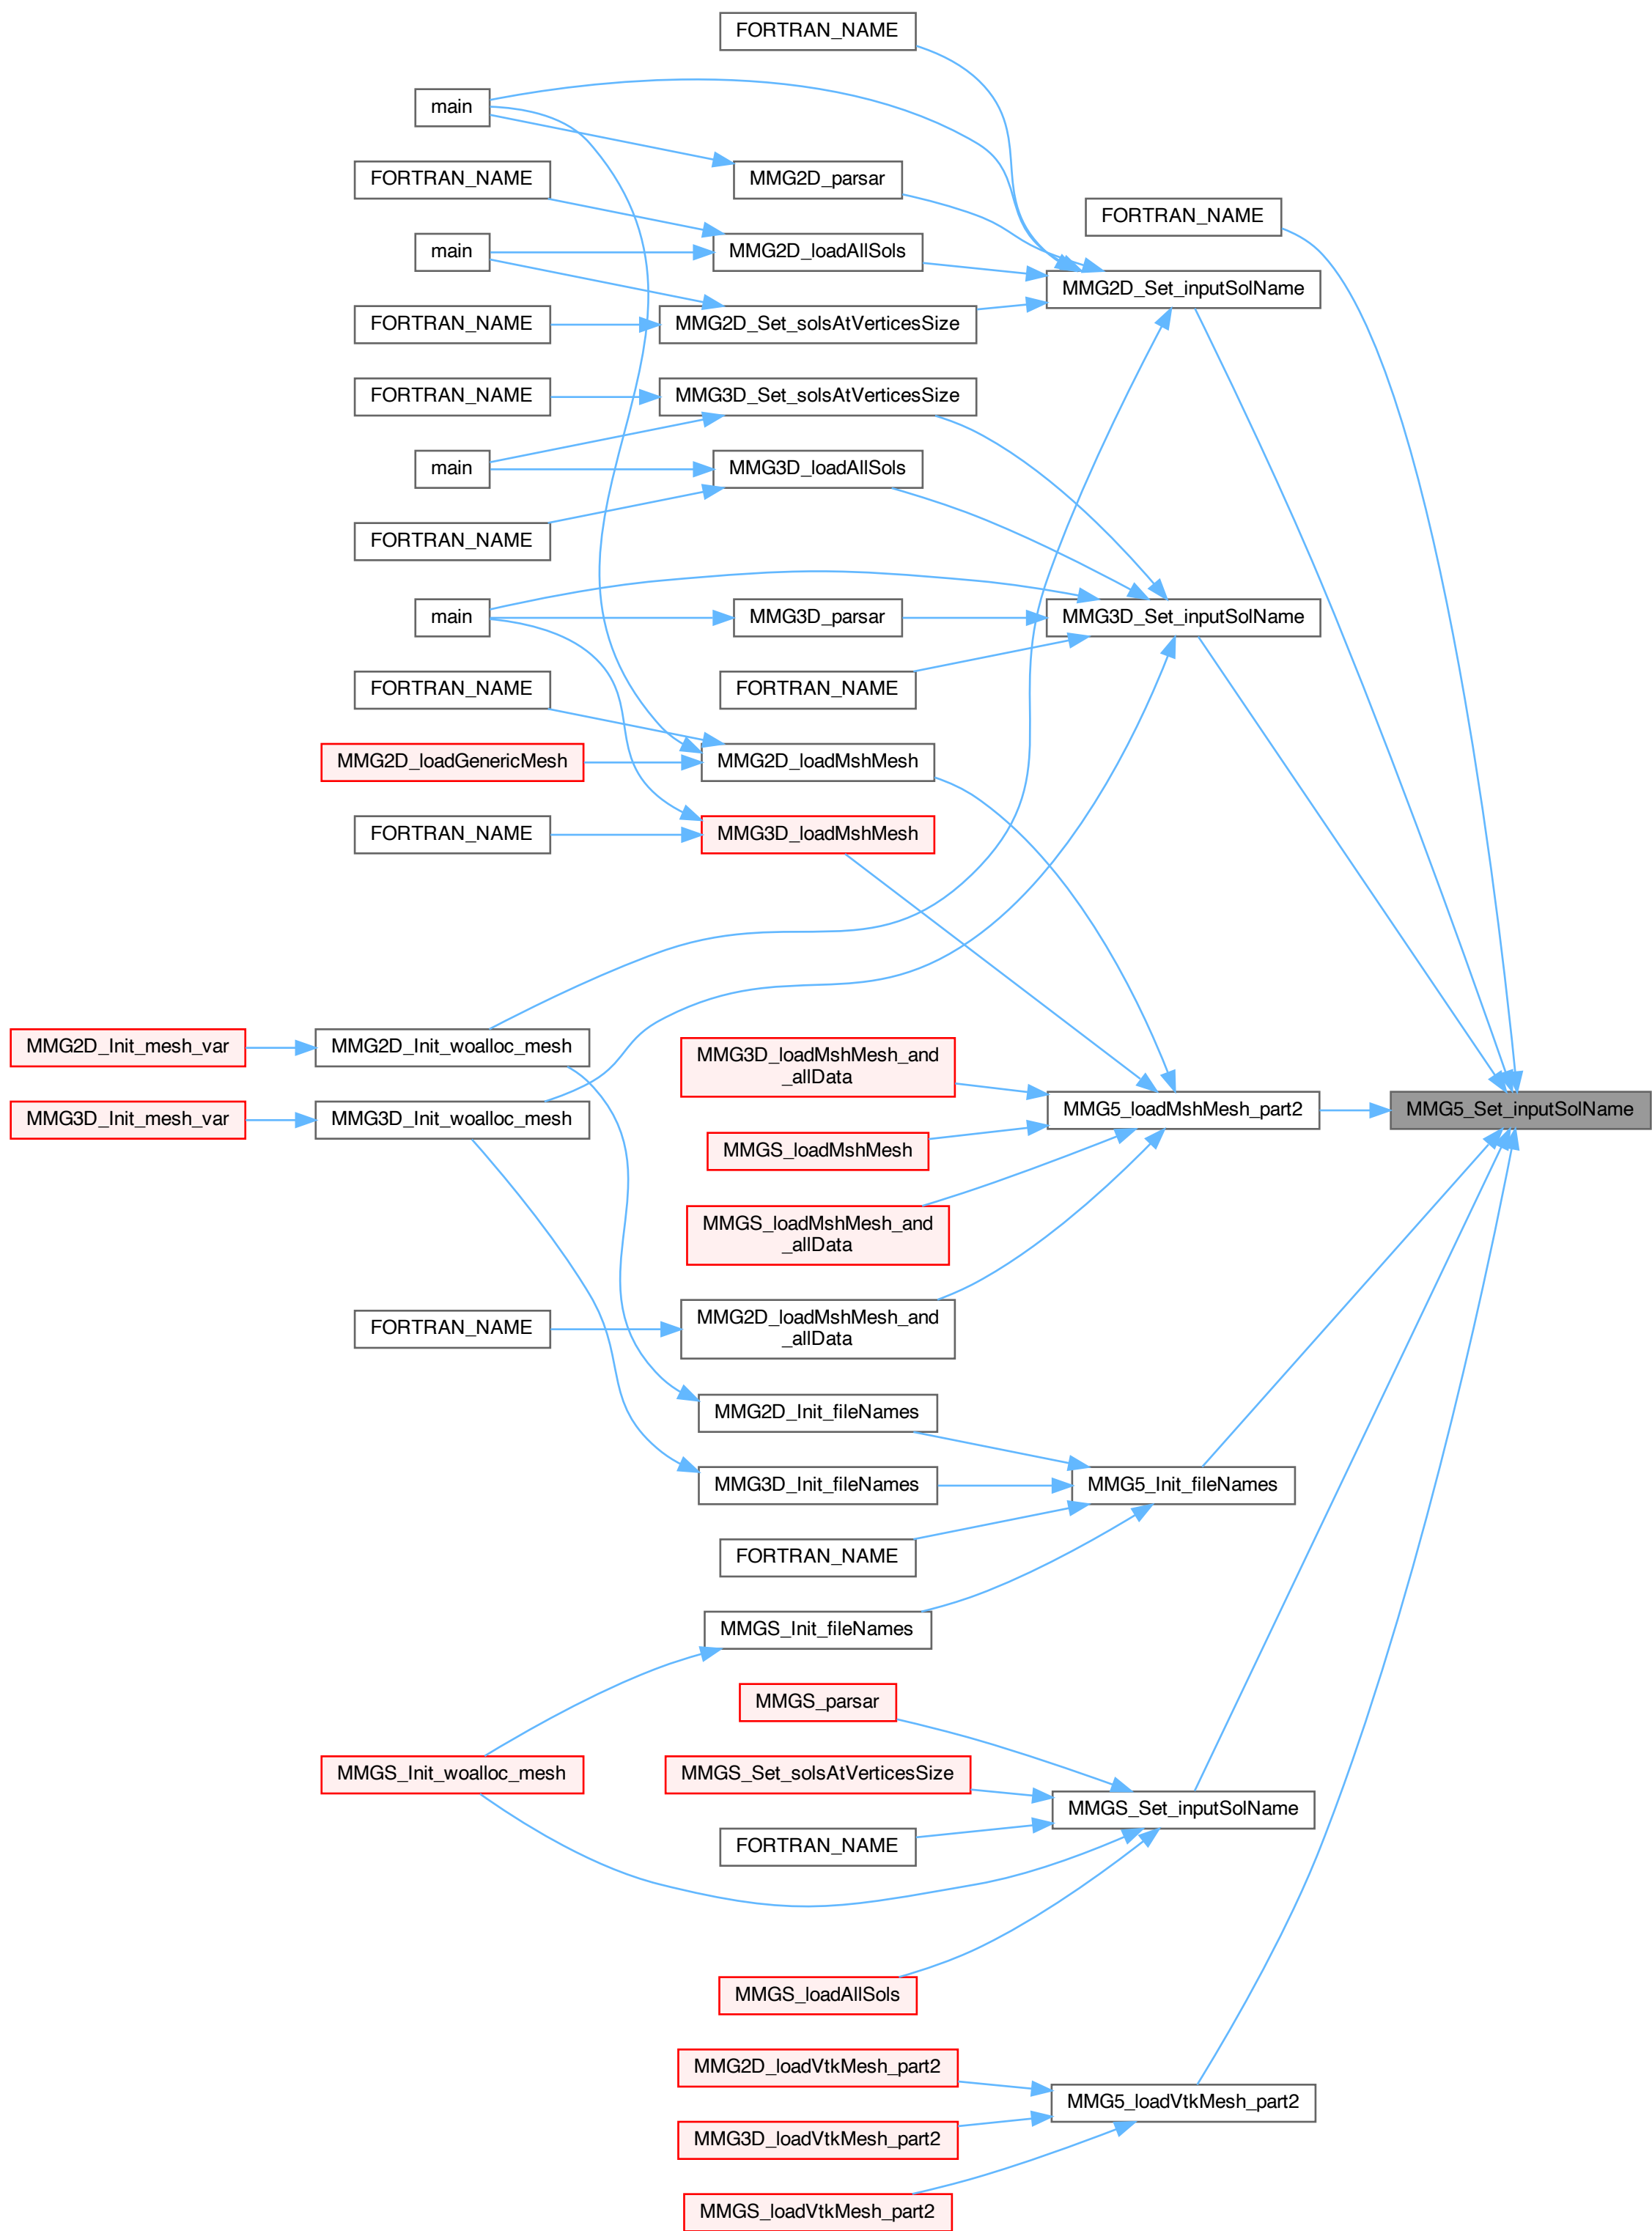 FORTRAN_NAME
main
FORTRAN_NAME
MMG2D_parsar
FORTRAN_NAME
main
MMG2D_loadAllSols
MMG2D_Set_inputSolName
FORTRAN_NAME
MMG2D_Set_solsAtVerticesSize
FORTRAN_NAME
MMG3D_Set_solsAtVerticesSize
main
MMG3D_loadAllSols
FORTRAN_NAME
main
MMG3D_parsar
MMG3D_Set_inputSolName
FORTRAN_NAME
FORTRAN_NAME
MMG2D_loadGenericMesh
MMG2D_loadMshMesh
FORTRAN_NAME
MMG3D_loadMshMesh
MMG2D_Init_mesh_var
MMG2D_Init_woalloc_mesh
MMG3D_loadMshMesh_and
_allData
MMG3D_Init_mesh_var
MMG3D_Init_woalloc_mesh
MMG5_loadMshMesh_part2
MMG5_Set_inputSolName
MMGS_loadMshMesh
MMGS_loadMshMesh_and
_allData
FORTRAN_NAME
MMG2D_loadMshMesh_and
_allData
MMG2D_Init_fileNames
MMG3D_Init_fileNames
MMG5_Init_fileNames
FORTRAN_NAME
MMGS_Init_fileNames
MMGS_parsar
MMGS_Init_woalloc_mesh
MMGS_Set_solsAtVerticesSize
MMGS_Set_inputSolName
FORTRAN_NAME
MMGS_loadAllSols
MMG2D_loadVtkMesh_part2
MMG5_loadVtkMesh_part2
MMG3D_loadVtkMesh_part2
MMGS_loadVtkMesh_part2